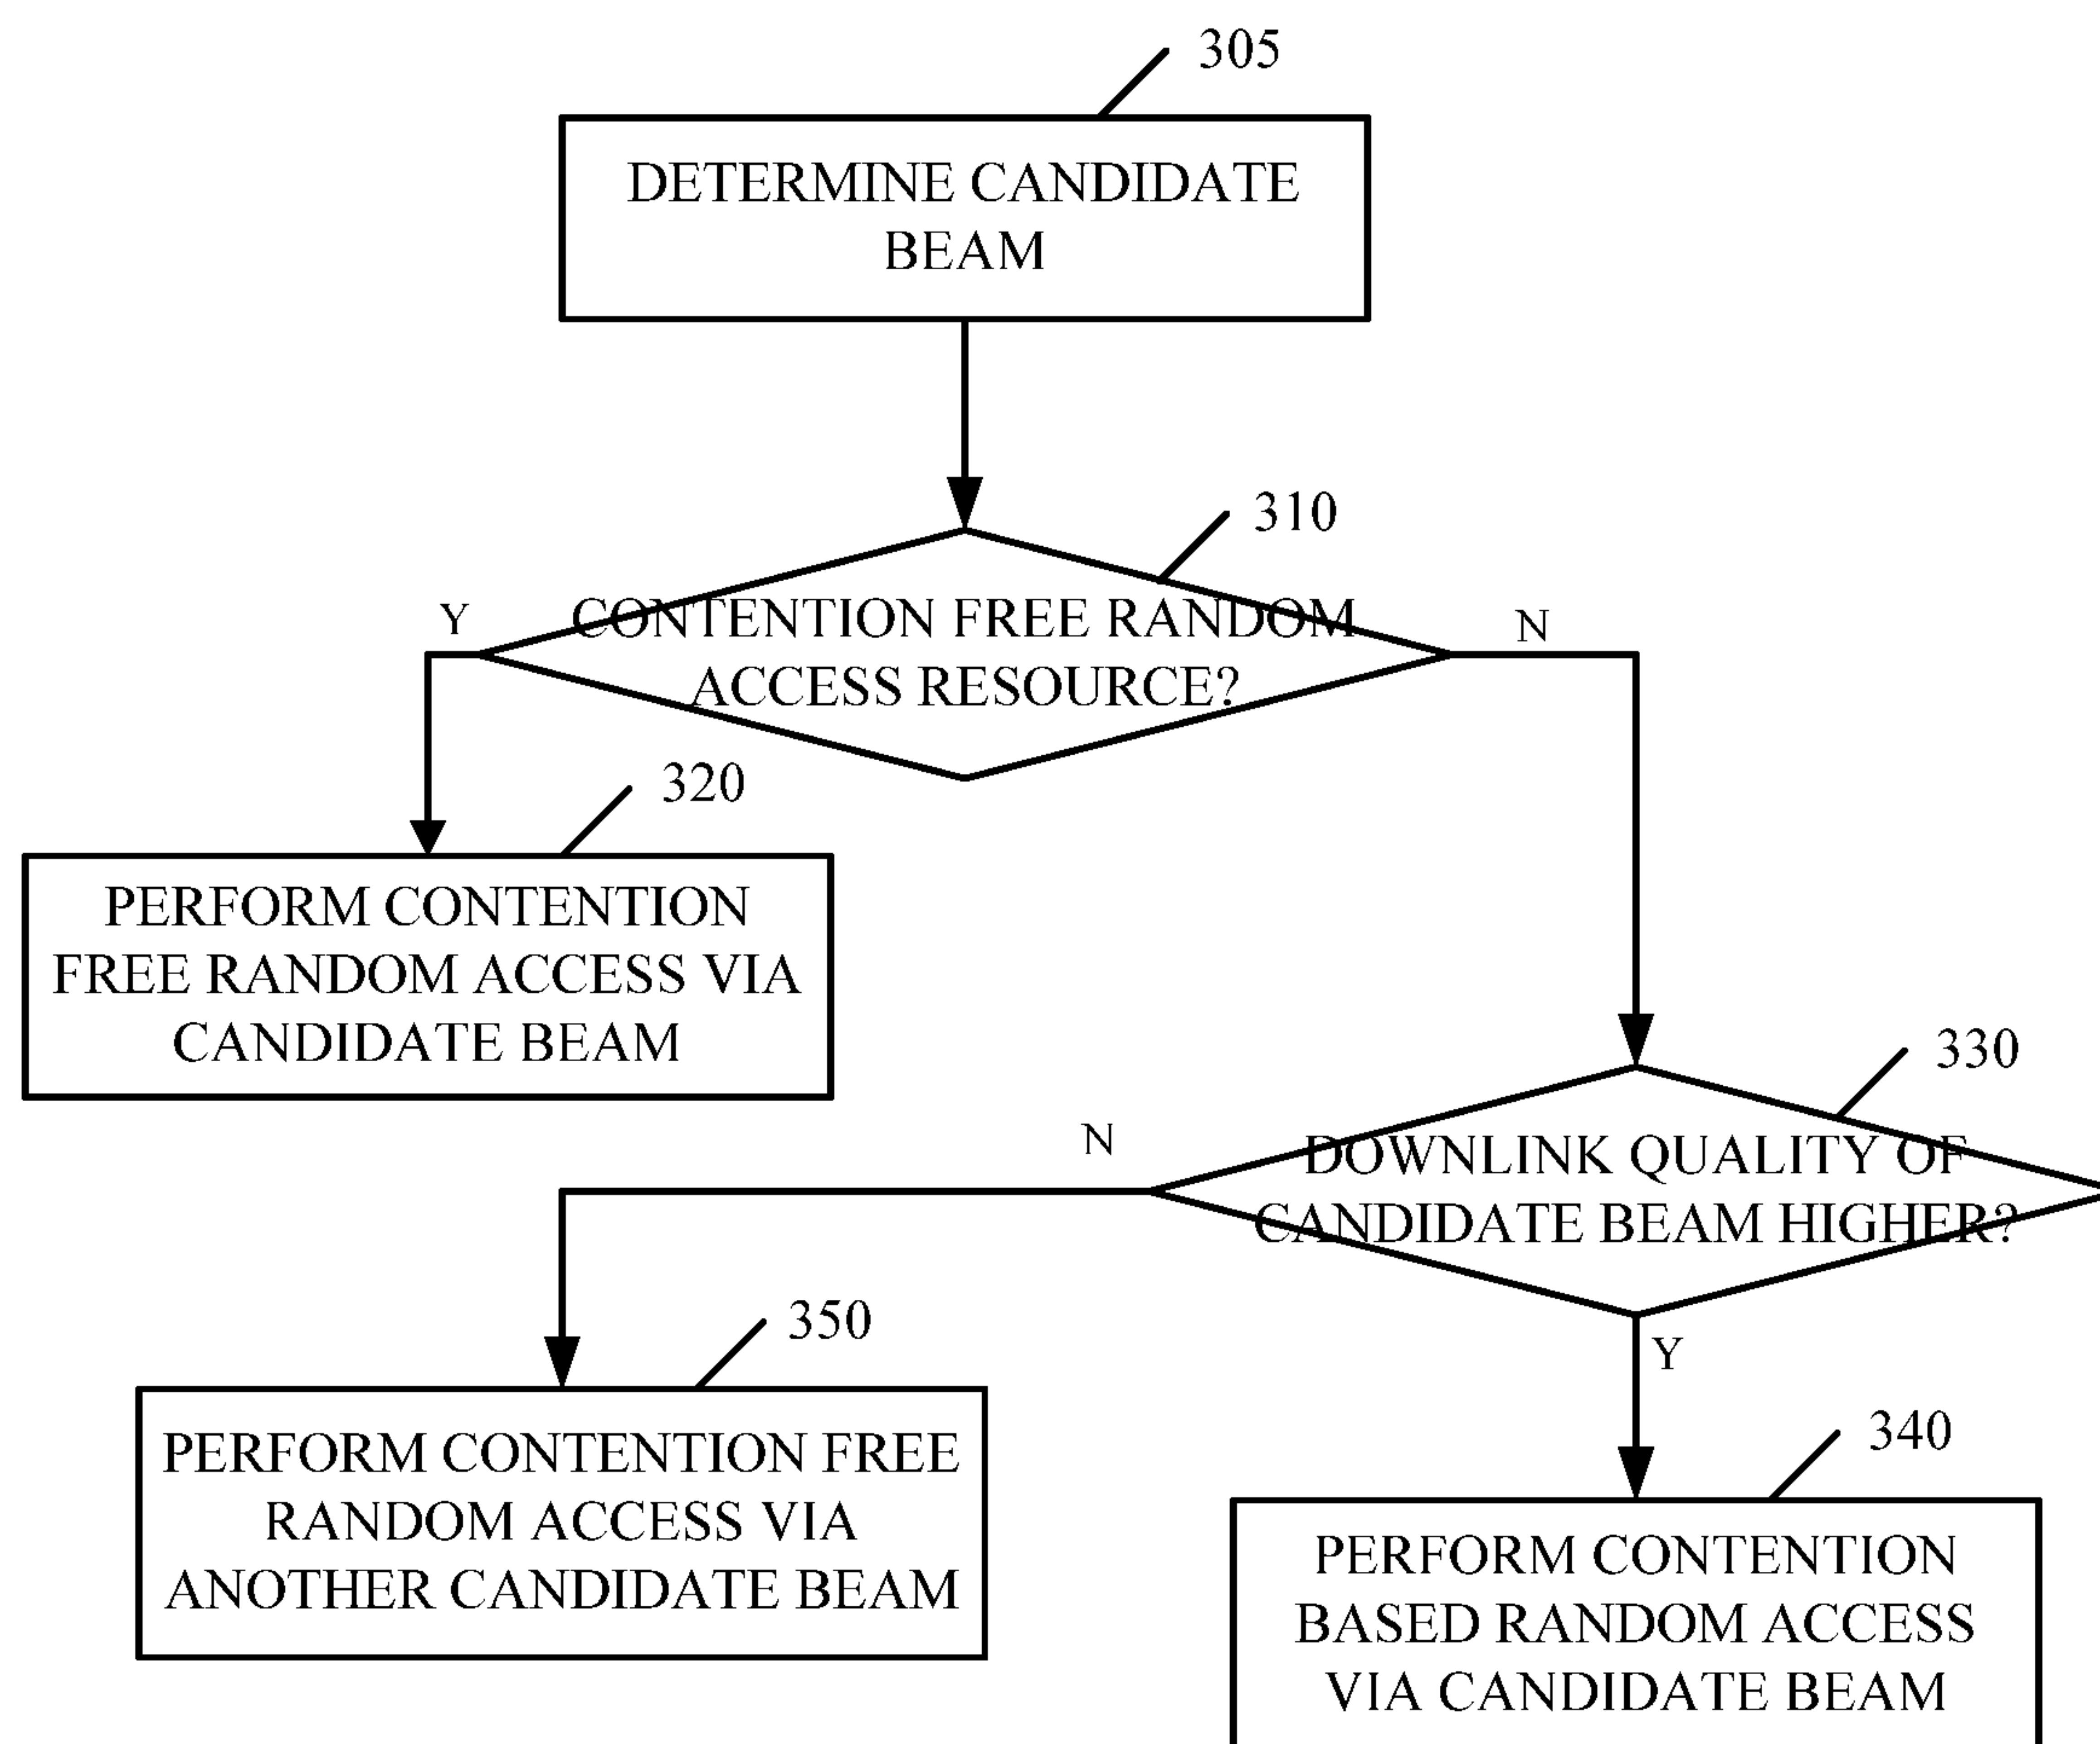 305
DETERMINE CANDIDATE
BEAM
310
CONTENTION FREE RANDOM
ACCESS RESOURCE?
Y
N
320
PERFORM CONTENTION
FREE RANDOM ACCESS VIA
CANDIDATE BEAM
330
DOWNLINK QUALITY OF
CANDIDATE BEAM HIGHER?
N
Y
350
PERFORM CONTENTION FREE
RANDOM ACCESS VIA
ANOTHER CANDIDATE BEAM
340
PERFORM CONTENTION
BASED RANDOM ACCESS
VIA CANDIDATE BEAM